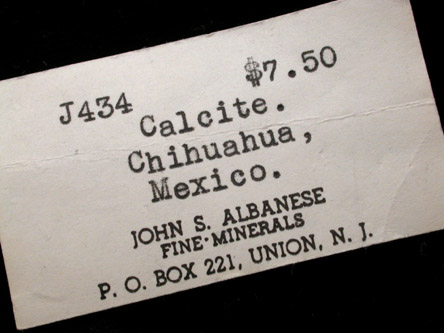 J434 $7.50
Calcite.
Chihuahua,
Mexico.
JOHN S. ALBANESE
FINE-MINERALS
P. O. BOX 221, UNION, N. J.